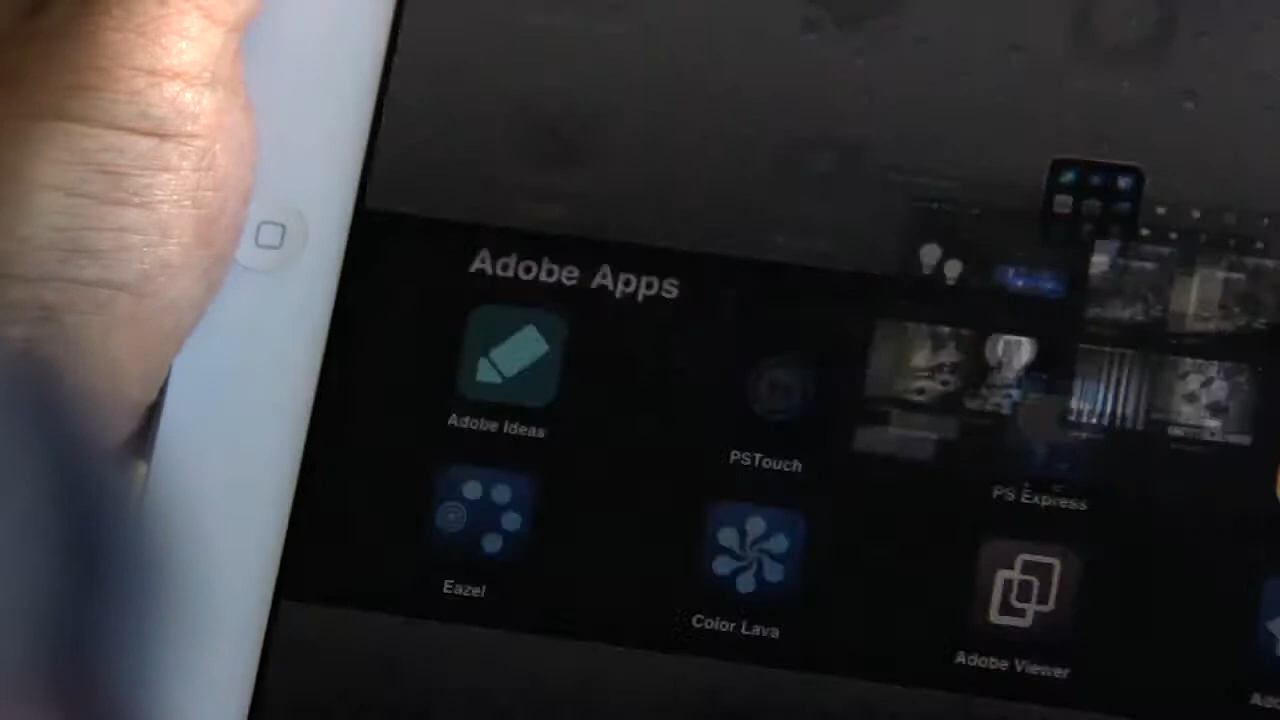 Adobe Apps
Adobe Ideas
PSTouch
PS Express
Eazel
Color Lava
Adobe Viewer